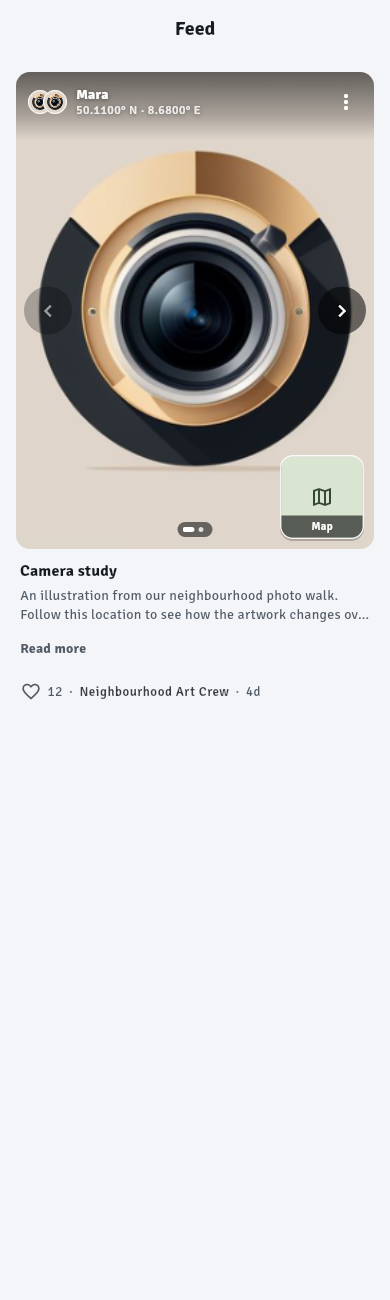 Feed
Mara
50.1100° N · 8.6800° E
Map
Camera study
An illustration from our neighbourhood photo walk.
Follow this location to see how the artwork changes ov…
Read more
12 · Neighbourhood Art Crew · 4d